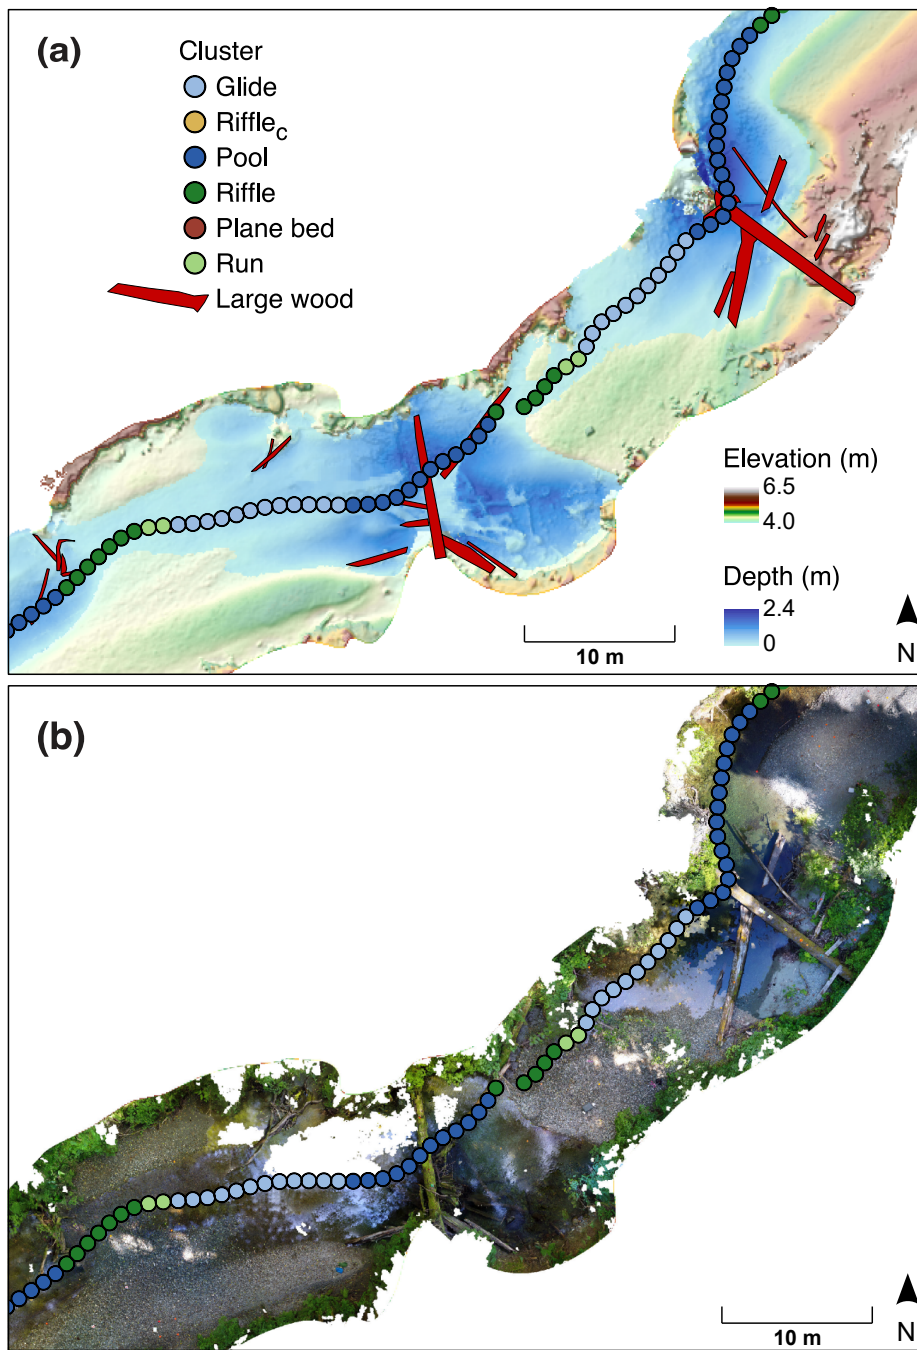 (a)
Cluster
Glide
Riffle_c
Pool
Riffle
Plane bed
Run
Large wood
Elevation (m)
6.5
4.0
Depth (m)
2.4
0
10 m
N
(b)
10 m
N